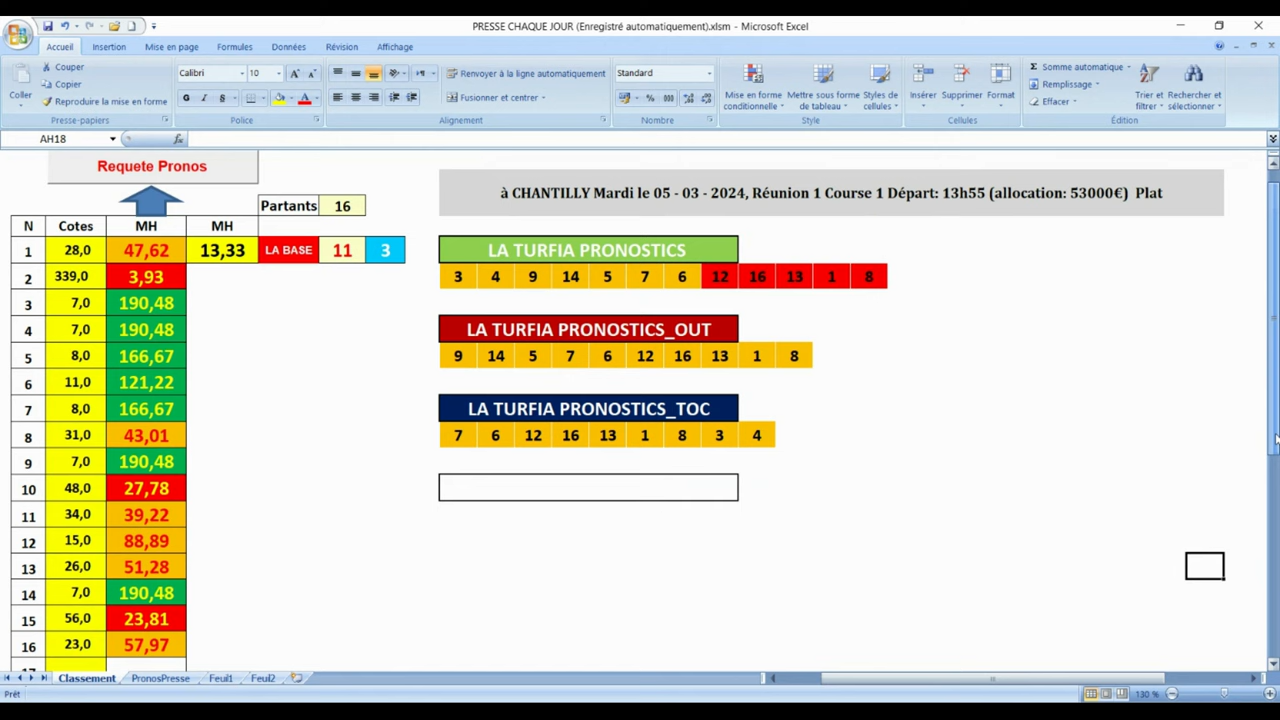 PRESSE CHAQUE JOUR (Enregistré automatiquement).xlsm - Microsoft Excel
Accueil Insertion Mise en page Formules Données Révision Affichage
Coller
Couper
Copier
Reproduire la mise en forme
Presse-papiers
Calibri 10
G I S
Police
Renvoyer à la ligne automatiquement
Fusionner et centrer
Alignement
Standard
% 000
Nombre
Mise en forme conditionnelle
Mettre sous forme de tableau
Styles de cellules
Style
Insérer Supprimer Format
Cellules
Somme automatique
Remplissage
Effacer
Trier et filtrer
Rechercher et sélectionner
Édition
AH18 fx
Requete Pronos
à CHANTILLY Mardi le 05 - 03 - 2024, Réunion 1 Course 1 Départ: 13h55 (allocation: 53000€) Plat
Partants 16
N Cotes MH MH
1 28,0 47,62 13,33 LA BASE 11 3
2 339,0 3,93
3 7,0 190,48
4 7,0 190,48
5 8,0 166,67
6 11,0 121,22
7 8,0 166,67
8 31,0 43,01
9 7,0 190,48
10 48,0 27,78
11 34,0 39,22
12 15,0 88,89
13 26,0 51,28
14 7,0 190,48
15 56,0 23,81
16 23,0 57,97
17
LA TURFIA PRONOSTICS
3 4 9 14 5 7 6 12 16 13 1 8
LA TURFIA PRONOSTICS_OUT
9 14 5 7 6 12 16 13 1 8
LA TURFIA PRONOSTICS_TOC
7 6 12 16 13 1 8 3 4
Classement PronosPresse Feuil1 Feuil2
Prêt
130 %